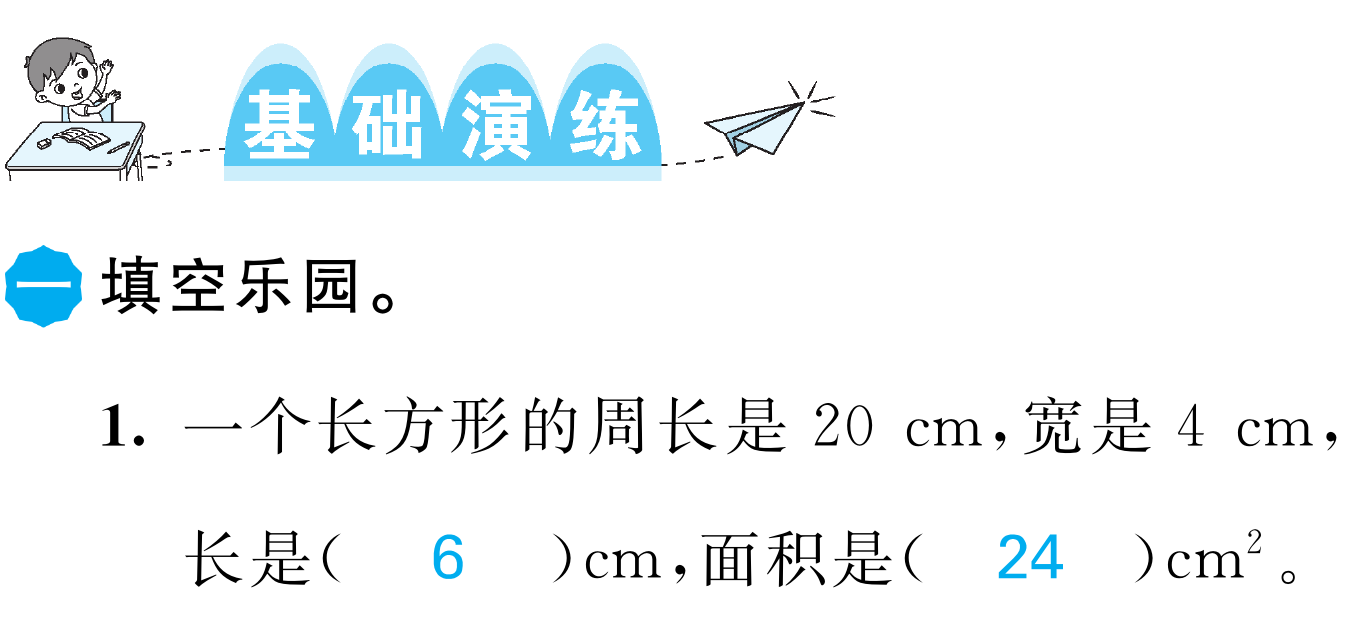 基础演练
一 填空乐园。
1. 一个长方形的周长是 20 cm,宽是 4 cm,
长是( 6 )cm,面积是( 24 )cm²。